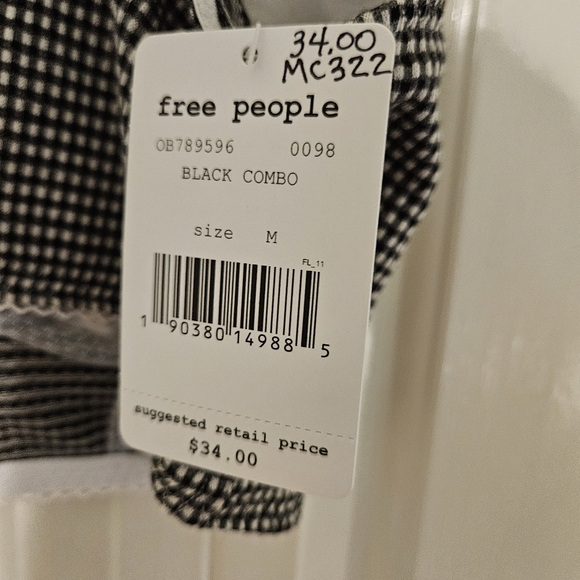 34.00
MC322
free people
OB789596 0098
BLACK COMBO
size M
FL_11
1 90380 14988 5
suggested retail price
$34.00